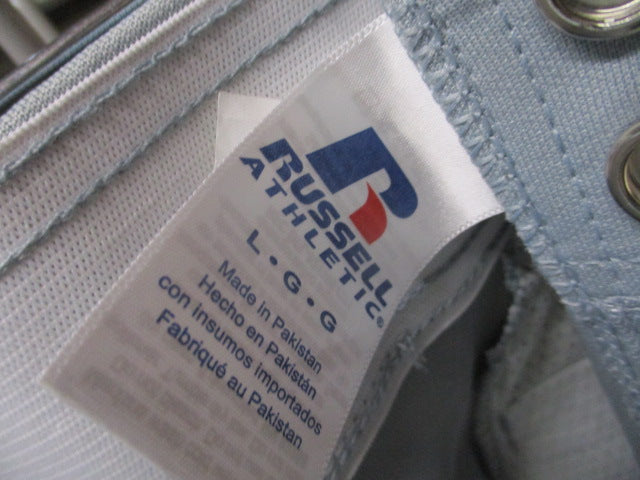 RUSSELL
ATHLETIC®
L • G • G
Made in Pakistan
Hecho en Pakistán
con insumos importados
Fabriqué au Pakistan